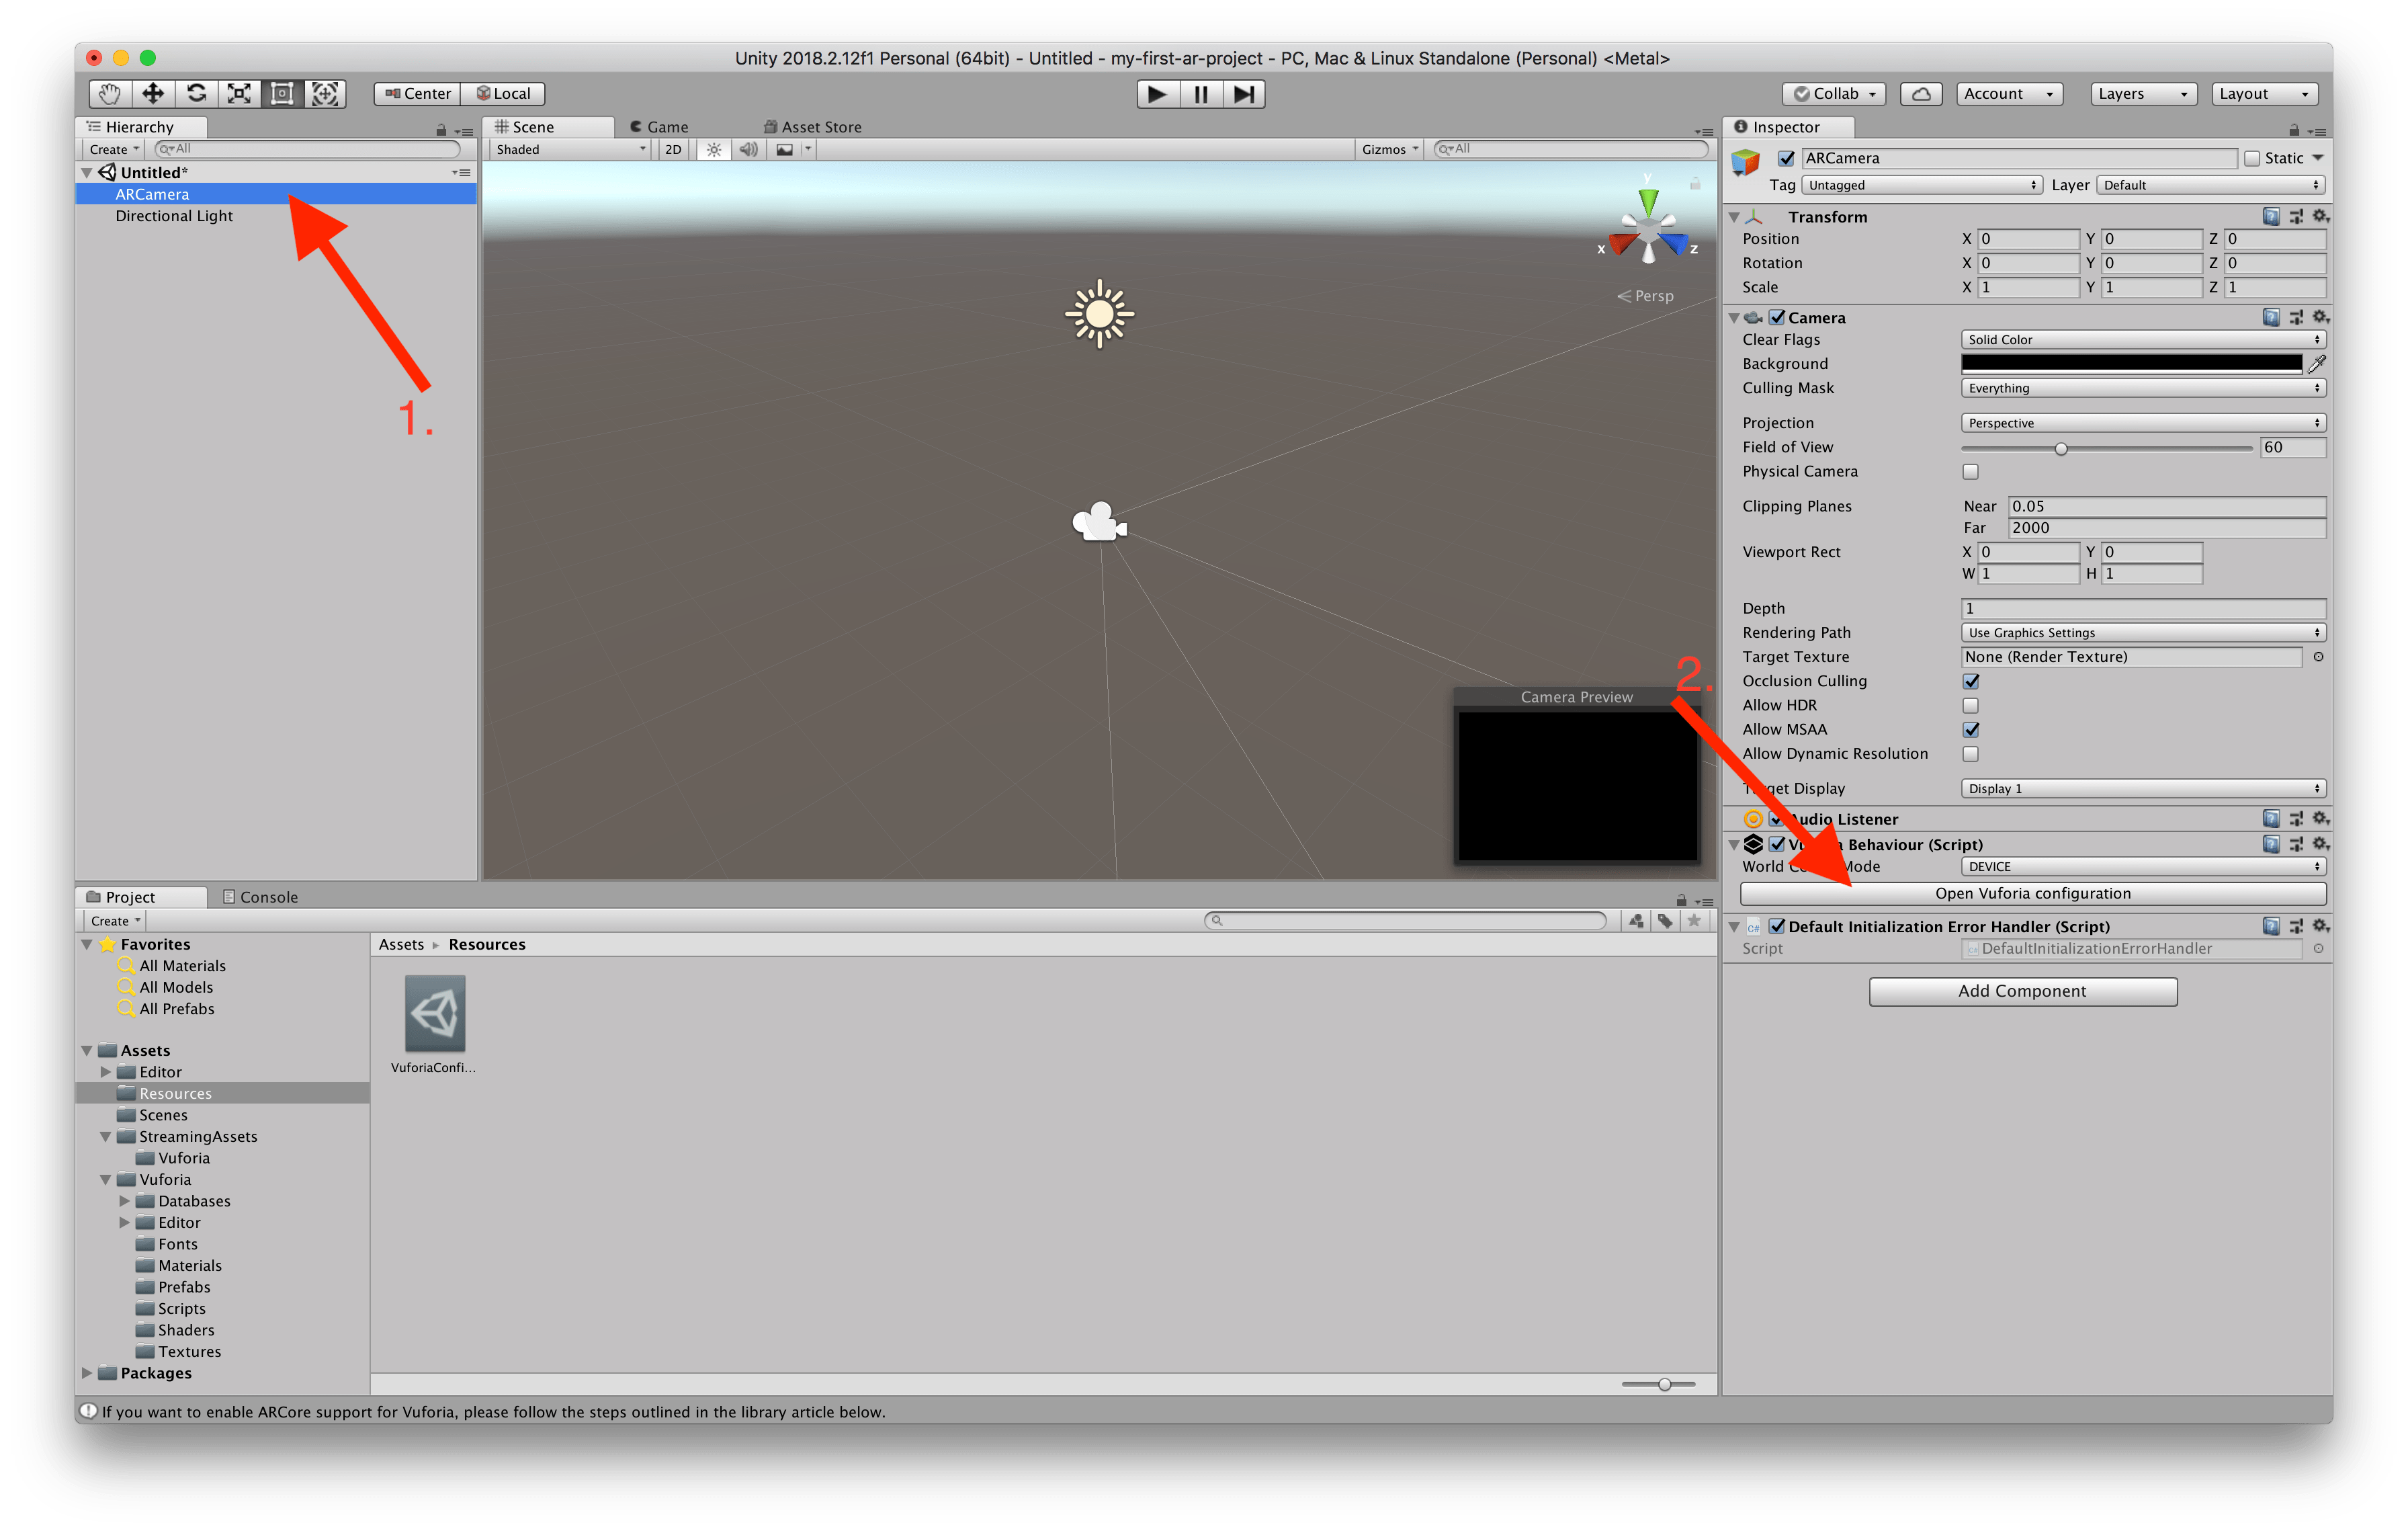 Unity 2018.2.12f1 Personal (64bit) - Untitled - my-first-ar-project - PC, Mac & Linux Standalone (Personal) <Metal>
Center Local
Collab Account Layers Layout
Hierarchy
Create All
Untitled*
ARCamera
Directional Light
1.
Scene Game Asset Store
Shaded 2D Gizmos All
y
x z
Persp
2.
Camera Preview
Inspector
ARCamera Static
Tag Untagged Layer Default
Transform
Position X 0 Y 0 Z 0
Rotation X 0 Y 0 Z 0
Scale X 1 Y 1 Z 1
Camera
Clear Flags Solid Color
Background
Culling Mask Everything
Projection Perspective
Field of View 60
Physical Camera
Clipping Planes Near 0.05
Far 2000
Viewport Rect X 0 Y 0
W 1 H 1
Depth 1
Rendering Path Use Graphics Settings
Target Texture None (Render Texture)
Occlusion Culling
Allow HDR
Allow MSAA
Allow Dynamic Resolution
Display Display 1
Audio Listener
Behaviour (Script)
World Mode DEVICE
Open Vuforia configuration
C# Default Initialization Error Handler (Script)
Script DefaultInitializationErrorHandler
Add Component
Project Console
Create
Favorites
All Materials
All Models
All Prefabs
Assets
Editor
Resources
Scenes
StreamingAssets
Vuforia
Vuforia
Databases
Editor
Fonts
Materials
Prefabs
Scripts
Shaders
Textures
Packages
Assets Resources
VuforiaConfi...
If you want to enable ARCore support for Vuforia, please follow the steps outlined in the library article below.